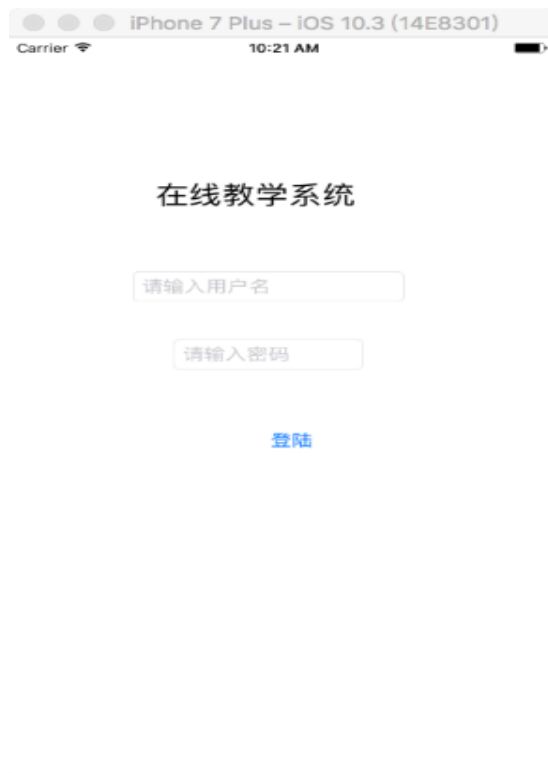 iPhone 7 Plus – iOS 10.3 (14E8301)
Carrier 10:21 AM
在线教学系统
请输入用户名
请输入密码
登陆